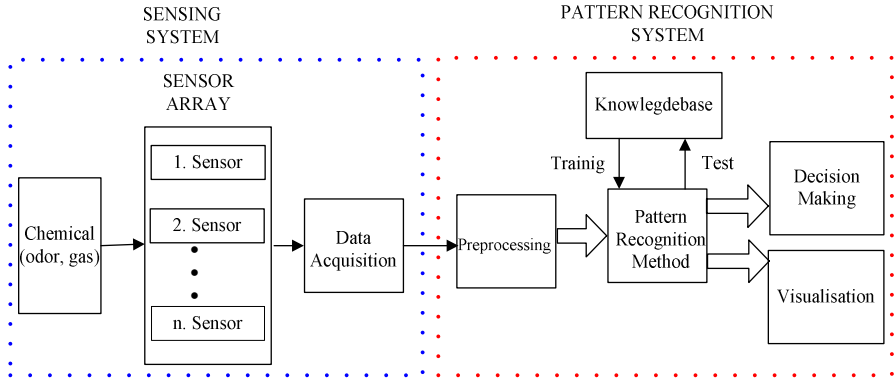 SENSING
SYSTEM
PATTERN RECOGNITION
SYSTEM
SENSOR
ARRAY
1. Sensor
2. Sensor
n. Sensor
Chemical
(odor, gas)
Data
Acquisition
Preprocessing
Knowlegdebase
Trainig
Test
Pattern
Recognition
Method
Decision
Making
Visualisation